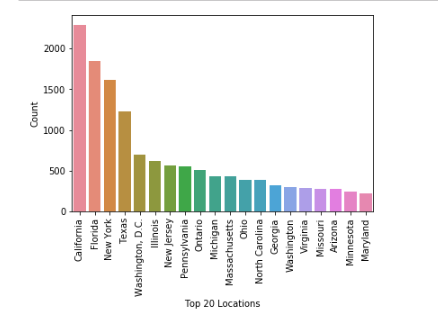 2000
1500
1000
500
0
Count
California
Florida
New York
Texas
Washington, D.C.
Illinois
New Jersey
Pennsylvania
Ontario
Michigan
Massachusetts
Ohio
North Carolina
Georgia
Washington
Virginia
Missouri
Arizona
Minnesota
Maryland
Top 20 Locations